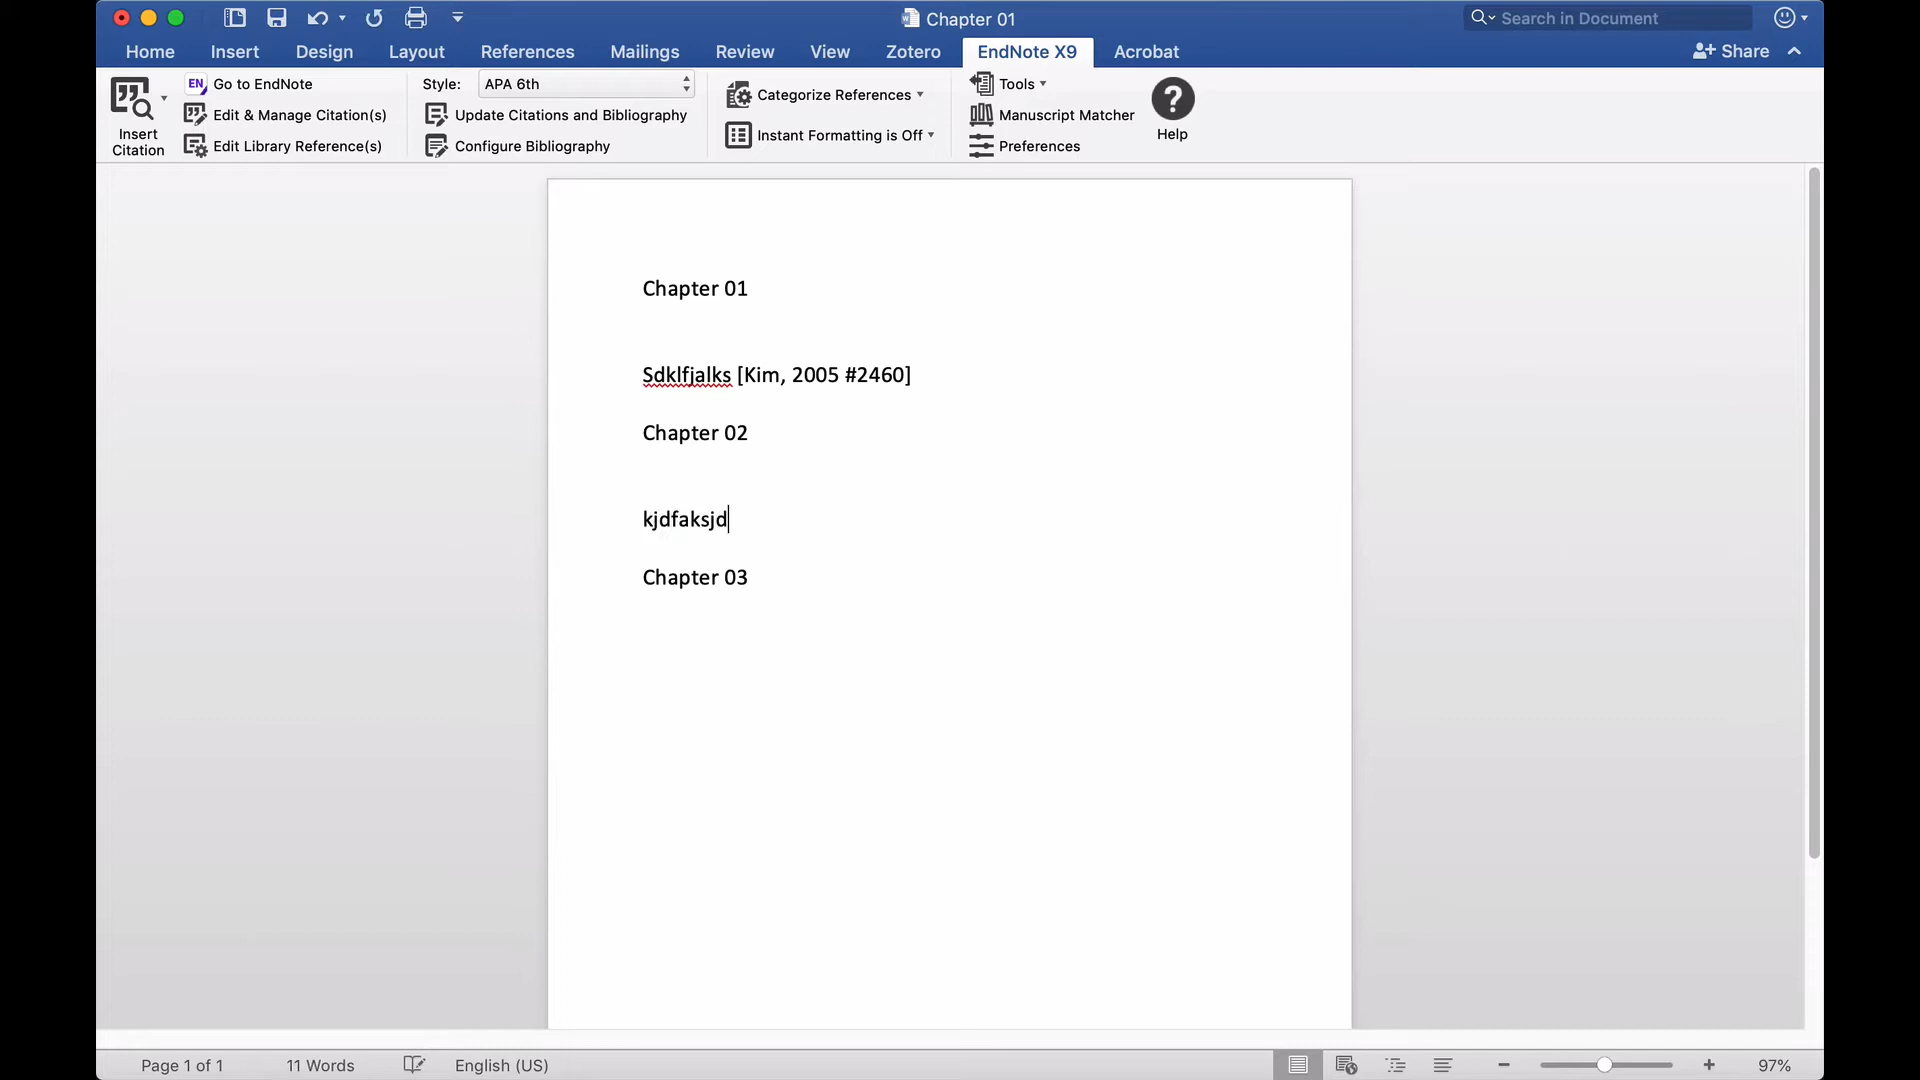 Chapter 01
Search in Document
Home Insert Design Layout References Mailings Review View Zotero EndNote X9 Acrobat Share
Insert Citation
EN Go to EndNote
Edit & Manage Citation(s)
Edit Library Reference(s)
Style: APA 6th
Update Citations and Bibliography
Configure Bibliography
Categorize References
Instant Formatting is Off
Tools
Manuscript Matcher
Preferences
? Help
Chapter 01
Sdklfjalks [Kim, 2005 #2460]
Chapter 02
kjdfaksjd
Chapter 03
Page 1 of 1 11 Words English (US) 97%